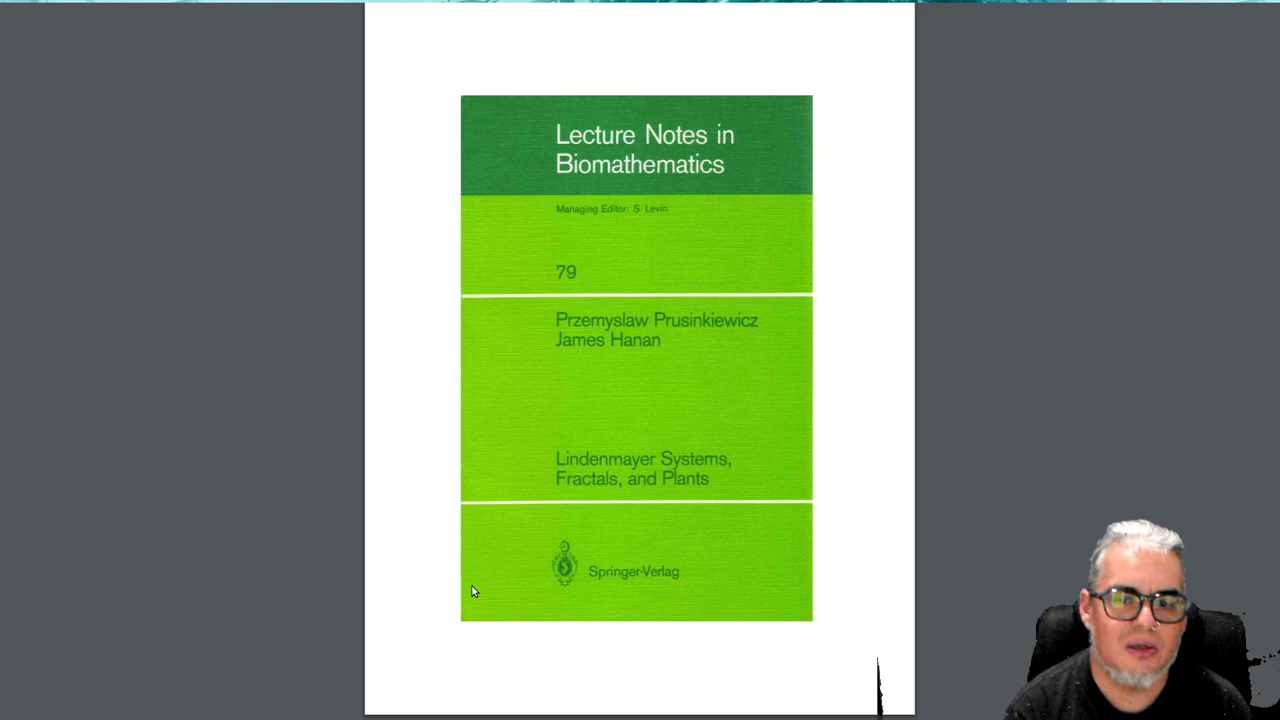 Lecture Notes in
Biomathematics
Managing Editor: S. Levin
79
Przemyslaw Prusinkiewicz
James Hanan
Lindenmayer Systems,
Fractals, and Plants
Springer-Verlag